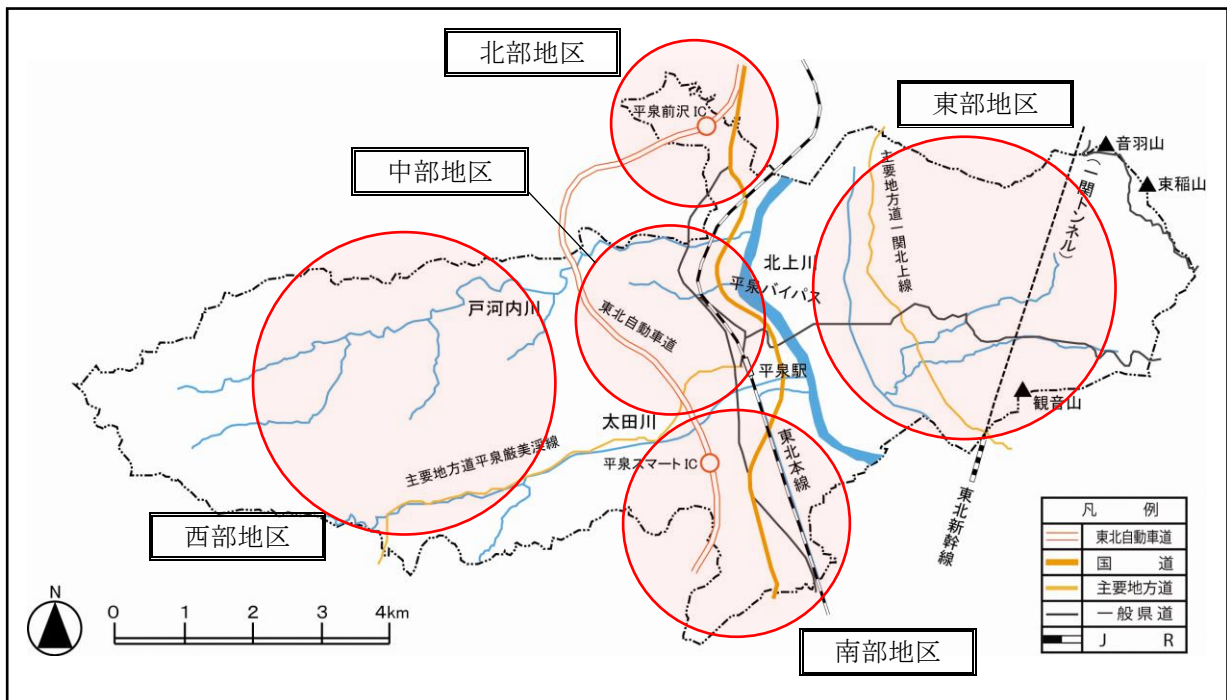 北部地区
東部地区
平泉前沢 IC
音羽山
中部地区
主要地方道一関北上線
(一関トンネル)
東稲山
北上川
平泉バイパス
戸河内川
東北自動車道
平泉駅
観音山
太田川
主要地方道平泉厳美渓線
平泉スマート IC
東北本線
東北新幹線
西部地区
南部地区
凡 例
東北自動車道
国 道
主要地方道
一般県道
J R
N
0 1 2 3 4km